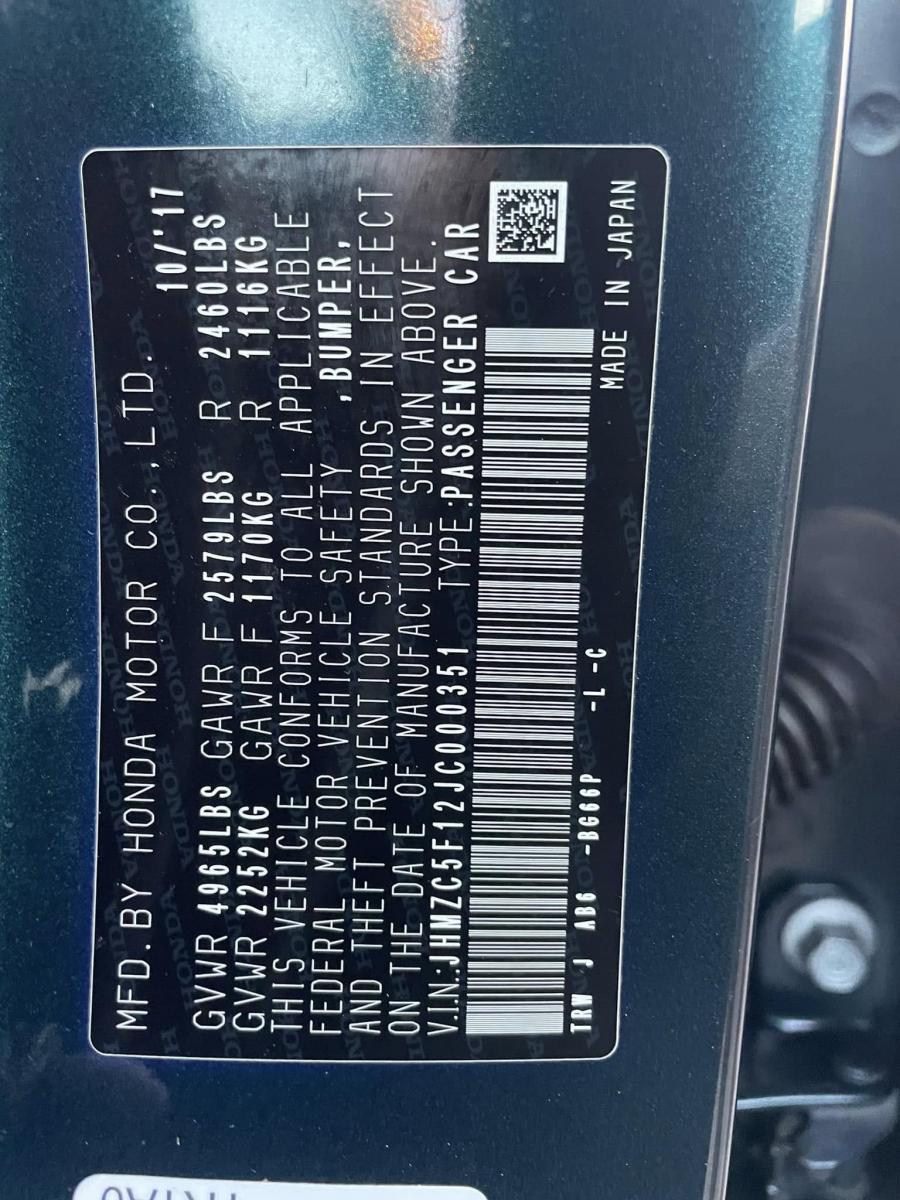 MFD.BY HONDA MOTOR CO.,LTD. 10/'17
GVWR 4965LBS GAWR F 2579LBS R 2460LBS
GVWR 2252KG GAWR F 1170KG R 1116KG
THIS VEHICLE CONFORMS TO ALL APPLICABLE
FEDERAL MOTOR VEHICLE SAFETY ,BUMPER,
AND THEFT PREVENTION STANDARDS IN EFFECT
ON THE DATE OF MANUFACTURE SHOWN ABOVE.
V.I.N.:JHMZC5F12JC000351 TYPE:PASSENGER CAR
TRW J AB6 -BG66P -L -C MADE IN JAPAN